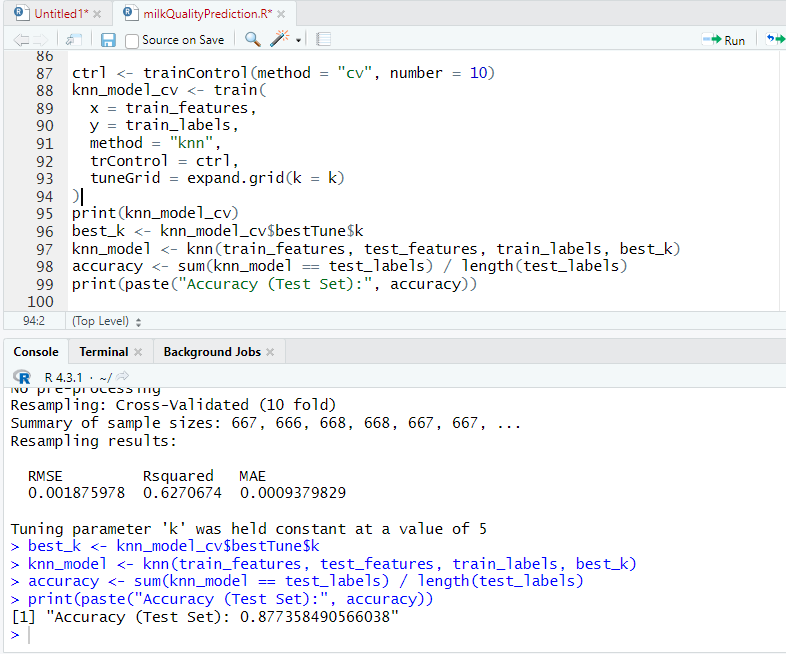 Untitled1* ×
milkQualityPrediction.R* ×
Source on Save
Run
86
87 ctrl <- trainControl(method = "cv", number = 10)
88 knn_model_cv <- train(
89 x = train_features,
90 y = train_labels,
91 method = "knn",
92 trControl = ctrl,
93 tuneGrid = expand.grid(k = k)
94 )
95 print(knn_model_cv)
96 best_k <- knn_model_cv$bestTune$k
97 knn_model <- knn(train_features, test_features, train_labels, best_k)
98 accuracy <- sum(knn_model == test_labels) / length(test_labels)
99 print(paste("Accuracy (Test Set):", accuracy))
100
94:2 (Top Level)
Console Terminal × Background Jobs ×
R R 4.3.1 · ~/
No pre-processing
Resampling: Cross-Validated (10 fold)
Summary of sample sizes: 667, 666, 668, 668, 667, 667, ...
Resampling results:
RMSE Rsquared MAE
0.001875978 0.6270674 0.0009379829
Tuning parameter 'k' was held constant at a value of 5
> best_k <- knn_model_cv$bestTune$k
> knn_model <- knn(train_features, test_features, train_labels, best_k)
> accuracy <- sum(knn_model == test_labels) / length(test_labels)
> print(paste("Accuracy (Test Set):", accuracy))
[1] "Accuracy (Test Set): 0.877358490566038"
>